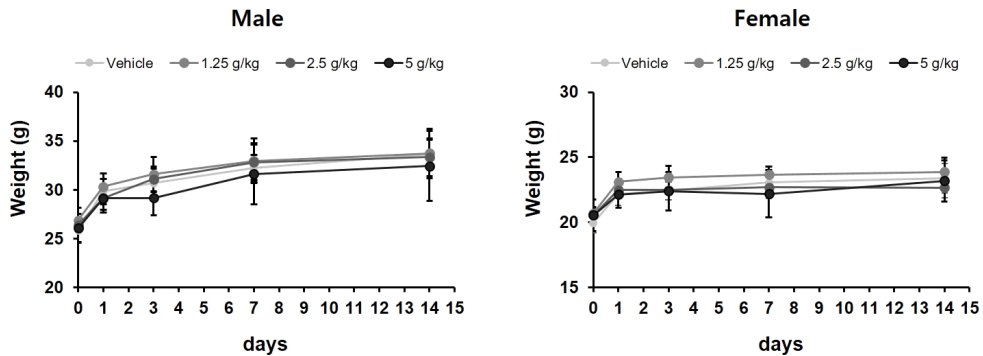 Male
Vehicle 1.25 g/kg 2.5 g/kg 5 g/kg
Weight (g)
40
35
30
25
20
0 1 2 3 4 5 6 7 8 9 10 11 12 13 14 15
days
Female
Vehicle 1.25 g/kg 2.5 g/kg 5 g/kg
Weight (g)
30
25
20
15
0 1 2 3 4 5 6 7 8 9 10 11 12 13 14 15
days